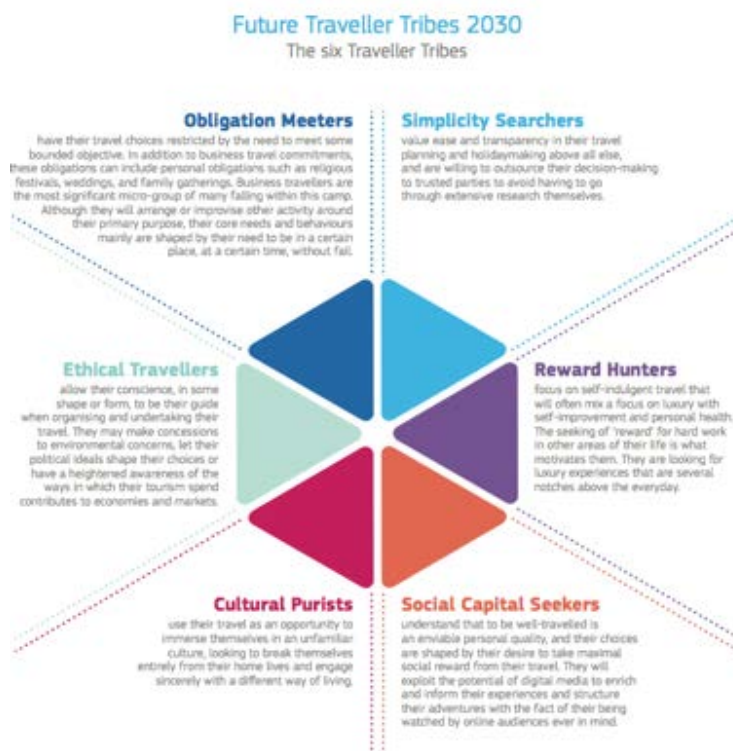 Future Traveller Tribes 2030
The six Traveller Tribes
Obligation Meeters
have their travel choices restricted by the need to meet some
bounded objective. In addition to business travel commitments,
these obligations can include personal obligations such as religious
festivals, weddings, and family gatherings. Business travellers are
the most significant micro-group of many falling within this camp.
Although they will arrange or improvise other activity around
their primary purpose, their core needs and behaviours
mainly are shaped by their need to be in a certain
place, at a certain time, without fail.
Simplicity Searchers
value ease and transparency in their travel
planning and holidaymaking above all else,
and are willing to outsource their decision-making
to trusted parties to avoid having to go
through extensive research themselves.
Ethical Travellers
allow their conscience, in some
shape or form, to be their guide
when organising and undertaking their
travel. They may make concessions
to environmental concerns, let their
political ideals shape their choices or
have a heightened awareness of the
ways in which their tourism spend
contributes to economies and markets.
Reward Hunters
focus on self-indulgent travel that
will often mix a focus on luxury with
self-improvement and personal health.
The seeking of 'reward' for hard work
in other areas of their life is what
motivates them. They are looking for
luxury experiences that are several
notches above the everyday.
Cultural Purists
use their travel as an opportunity to
immerse themselves in an unfamiliar
culture, looking to break themselves
entirely from their home lives and engage
sincerely with a different way of living.
Social Capital Seekers
understand that to be well-travelled is
an enviable personal quality, and their choices
are shaped by their desire to take maximal
social reward from their travel. They will
exploit the potential of digital media to enrich
and inform their experiences and structure
their adventures with the fact of their being
watched by online audiences ever in mind.